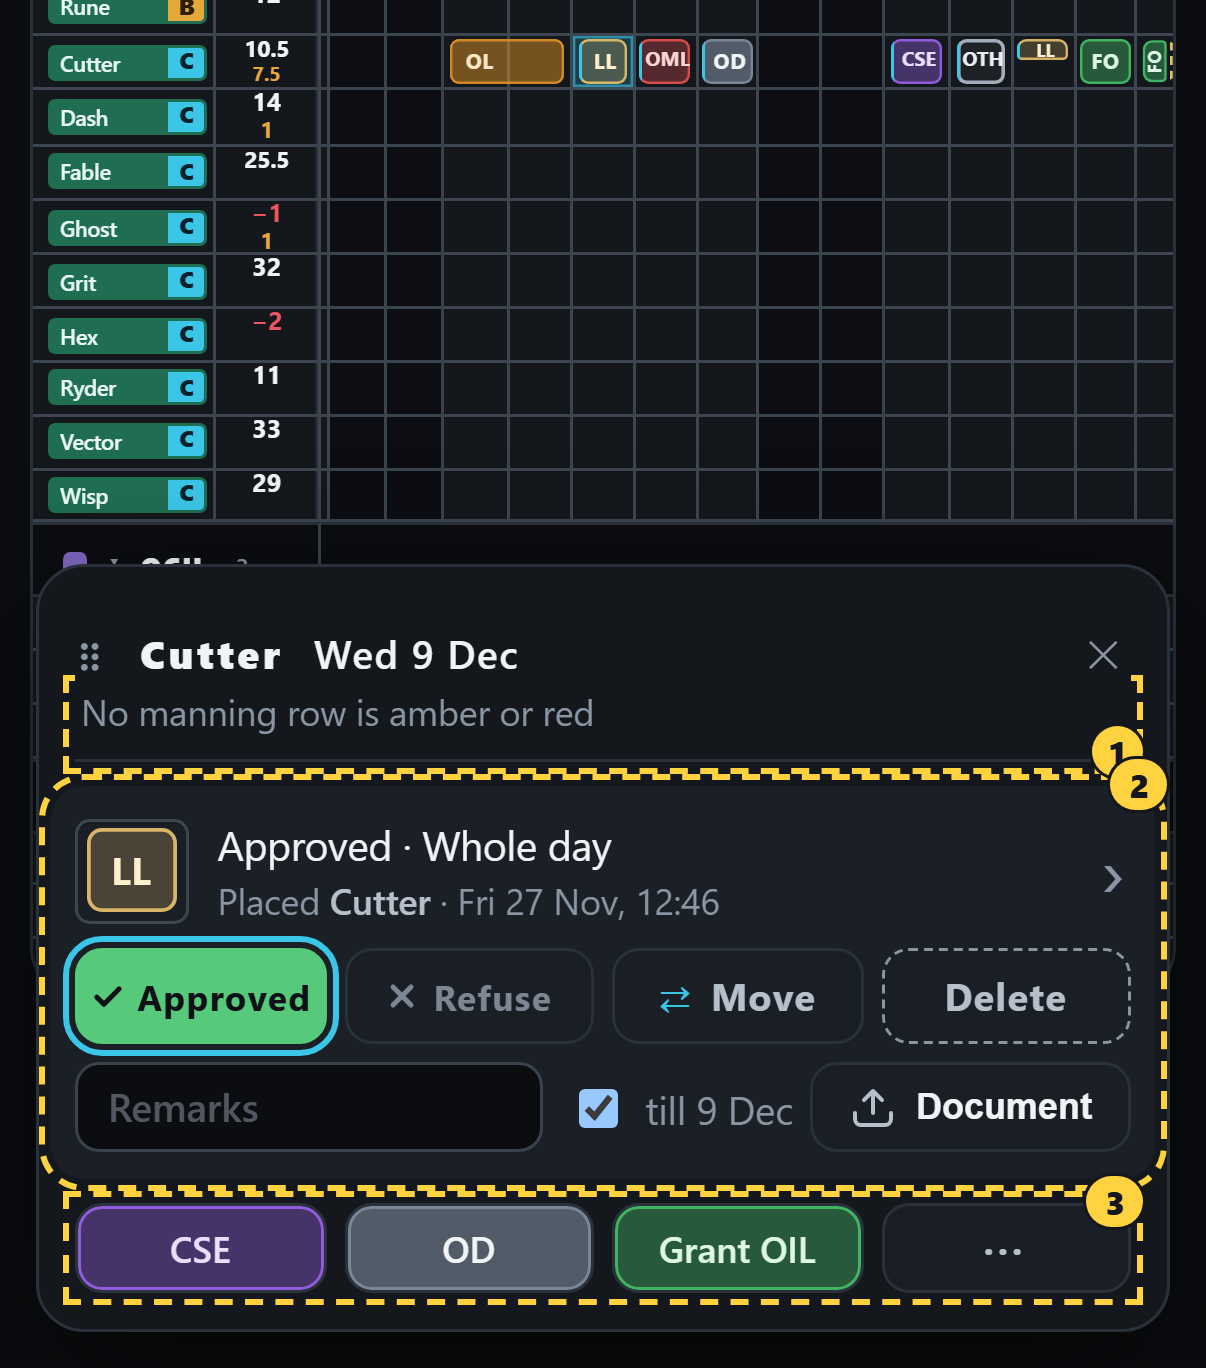 Rune B 12
Cutter C 10.5 OL LL OML OD CSE OTH LL FO FO
7.5
Dash C 14
1
Fable C 25.5
Ghost C −1
1
Grit C 32
Hex C −2
Ryder C 11
Vector C 33
Wisp C 29
Cutter Wed 9 Dec
No manning row is amber or red
1
2
LL Approved · Whole day
Placed Cutter · Fri 27 Nov, 12:46
Approved Refuse Move Delete
Remarks till 9 Dec Document
3
CSE OD Grant OIL ...